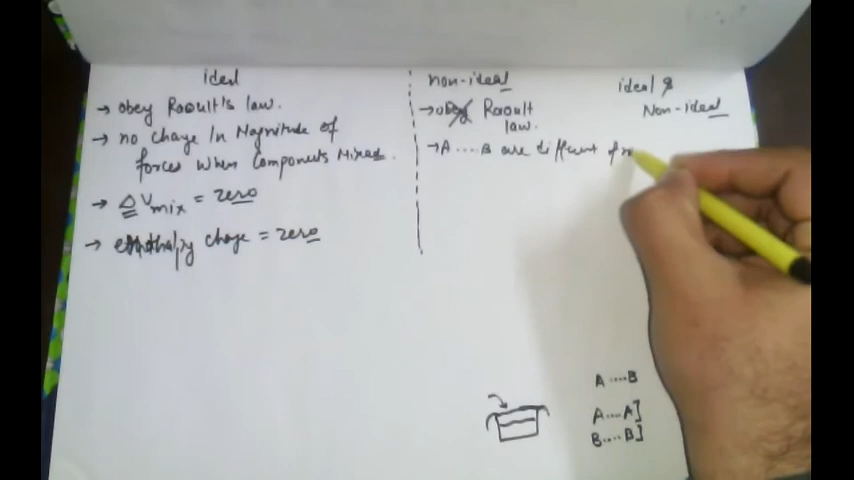 ideal
→ obey Raoult's law.
→ no change In Magnitude of
forces when Components Mixed.
→ ΔVmix = zero
→ enthalpy change = zero
non-ideal
→ obey Raoult
law.
→ A ....B are different fr
ideal &
Non-ideal
A ....B
A....A]
B....B]